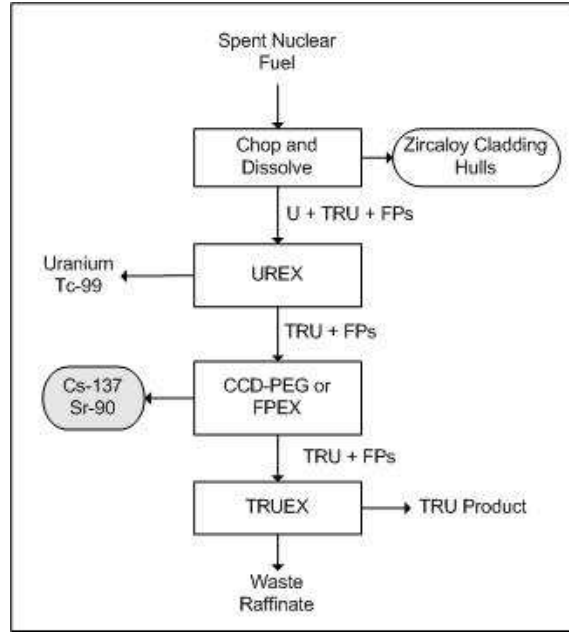 Spent Nuclear
Fuel
Chop and
Dissolve
Zircaloy Cladding
Hulls
U + TRU + FPs
Uranium
Tc-99
UREX
TRU + FPs
Cs-137
Sr-90
CCD-PEG or
FPEX
TRU + FPs
TRUEX
TRU Product
Waste
Raffinate